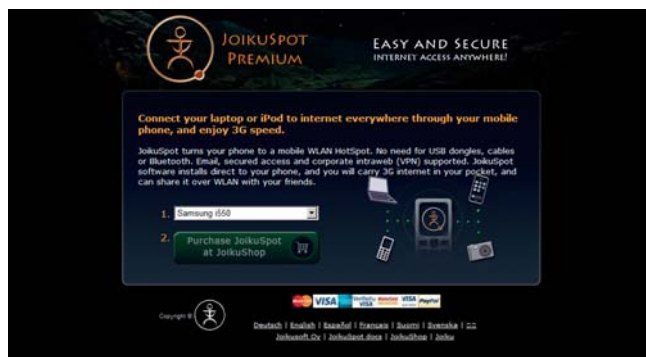 JOIKUSPOT
PREMIUM
EASY AND SECURE
INTERNET ACCESS ANYWHERE!
Connect your laptop or iPod to internet everywhere through your mobile
phone, and enjoy 3G speed.
JoikuSpot turns your phone to a mobile WLAN HotSpot. No need for USB dongles, cables
or Bluetooth. Email, secured access and corporate intraweb (VPN) supported. JoikuSpot
software installs direct to your phone, and you will carry 3G internet in your pocket, and
can share it over WLAN with your friends.
1. Samsung i550
2. Purchase JoikuSpot
at JoikuShop
VISA VISA PayPal
Copyright ©
Deutsch | English | Español | Français | Suomi | Svenska |
Joikusoft Oy | JoikuSpot docs | JoikuShop | Joiku